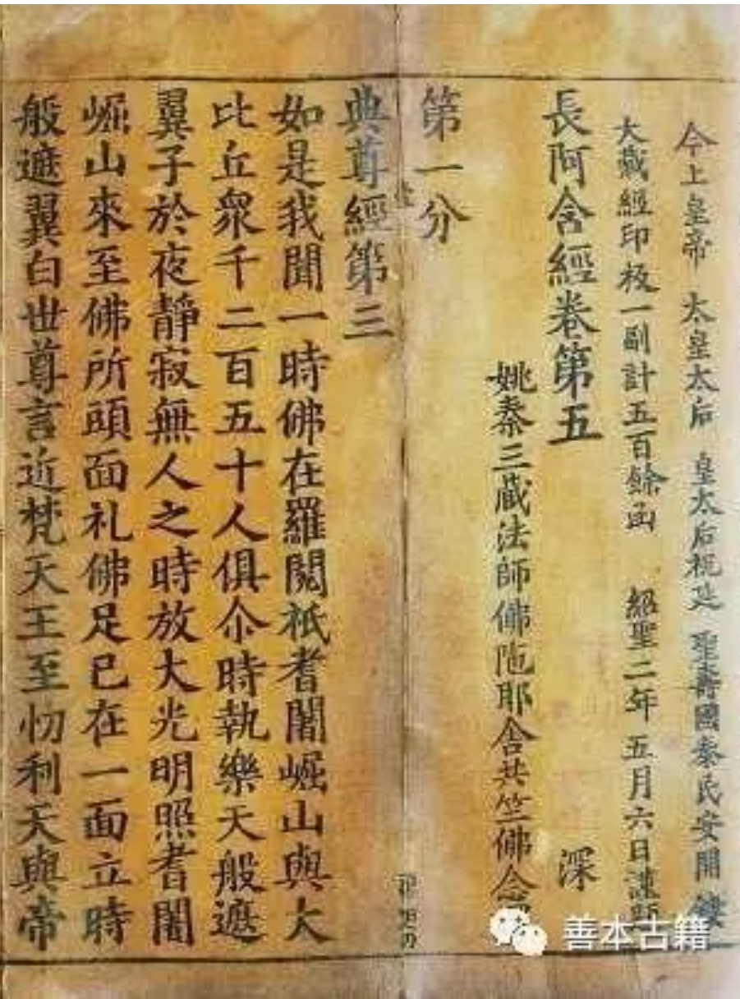 今上皇帝 太皇太后 皇太后祝延 聖壽國泰民安開鏤
大藏經印板一副計五百餘函 紹聖二年五月六日謹題
長阿含經卷第五 深
姚秦三藏法師佛陁耶舍共竺佛念
第一分
典尊經第三
如是我聞一時佛在羅閱祇耆闍崛山與大
比丘衆千二百五十人俱尒時執樂天般遮
翼子於夜靜寂無人之時放大光明照耆闍
崛山來至佛所頭面礼佛足已在一面立時
般遮翼白世尊言近梵天王至忉利天與帝
善本古籍